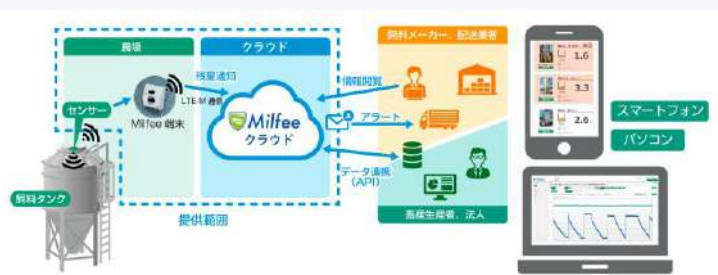 農場
クラウド
飼料メーカー、配送業者
センサー
残量通知
LTE-M 通信
Milfee 端末
Milfee
クラウド
情報閲覧
アラート
データ連携
(API)
飼料タンク
提供範囲
畜産生産者、法人
1.6
3.3
2.6
スマートフォン
パソコン